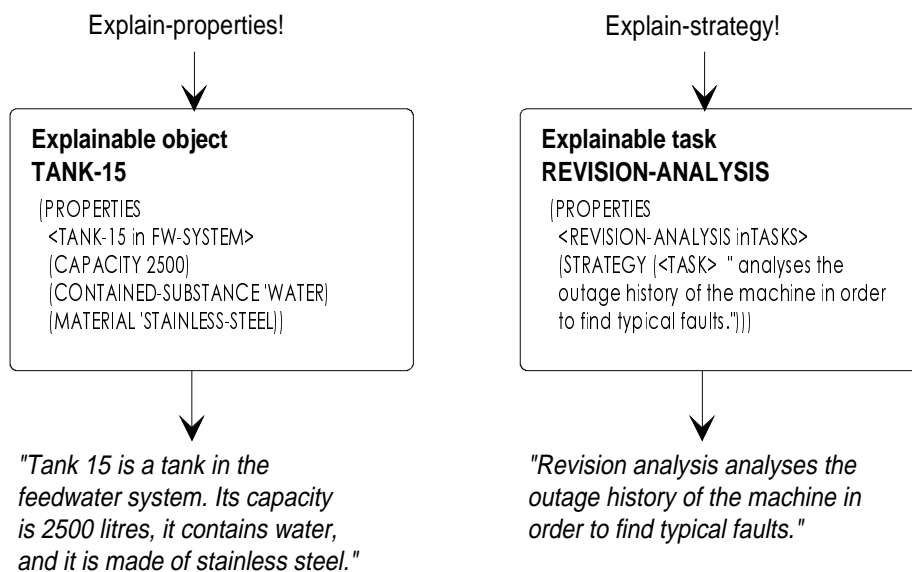 Explain-properties!
Explainable object
TANK-15
(PROPERTIES
<TANK-15 in FW-SYSTEM>
(CAPACITY 2500)
(CONTAINED-SUBSTANCE 'WATER)
(MATERIAL 'STAINLESS-STEEL))
"Tank 15 is a tank in the
feedwater system. Its capacity
is 2500 litres, it contains water,
and it is made of stainless steel."
Explain-strategy!
Explainable task
REVISION-ANALYSIS
(PROPERTIES
<REVISION-ANALYSIS inTASKS>
(STRATEGY (<TASK> " analyses the
outage history of the machine in order
to find typical faults.")))
"Revision analysis analyses the
outage history of the machine in
order to find typical faults."